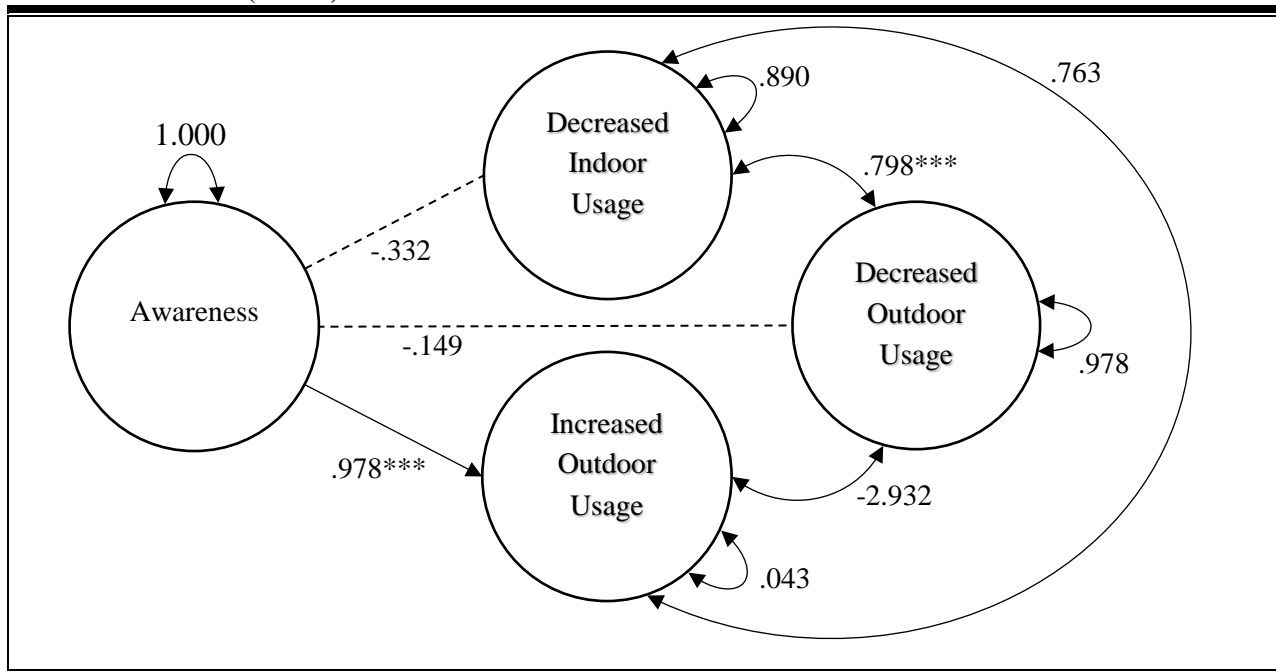 .763
.890
1.000
Decreased
Indoor
Usage
.798***
-.332
Decreased
Outdoor
Usage
Awareness
-.149
.978
Increased
Outdoor
Usage
.978***
-2.932
.043